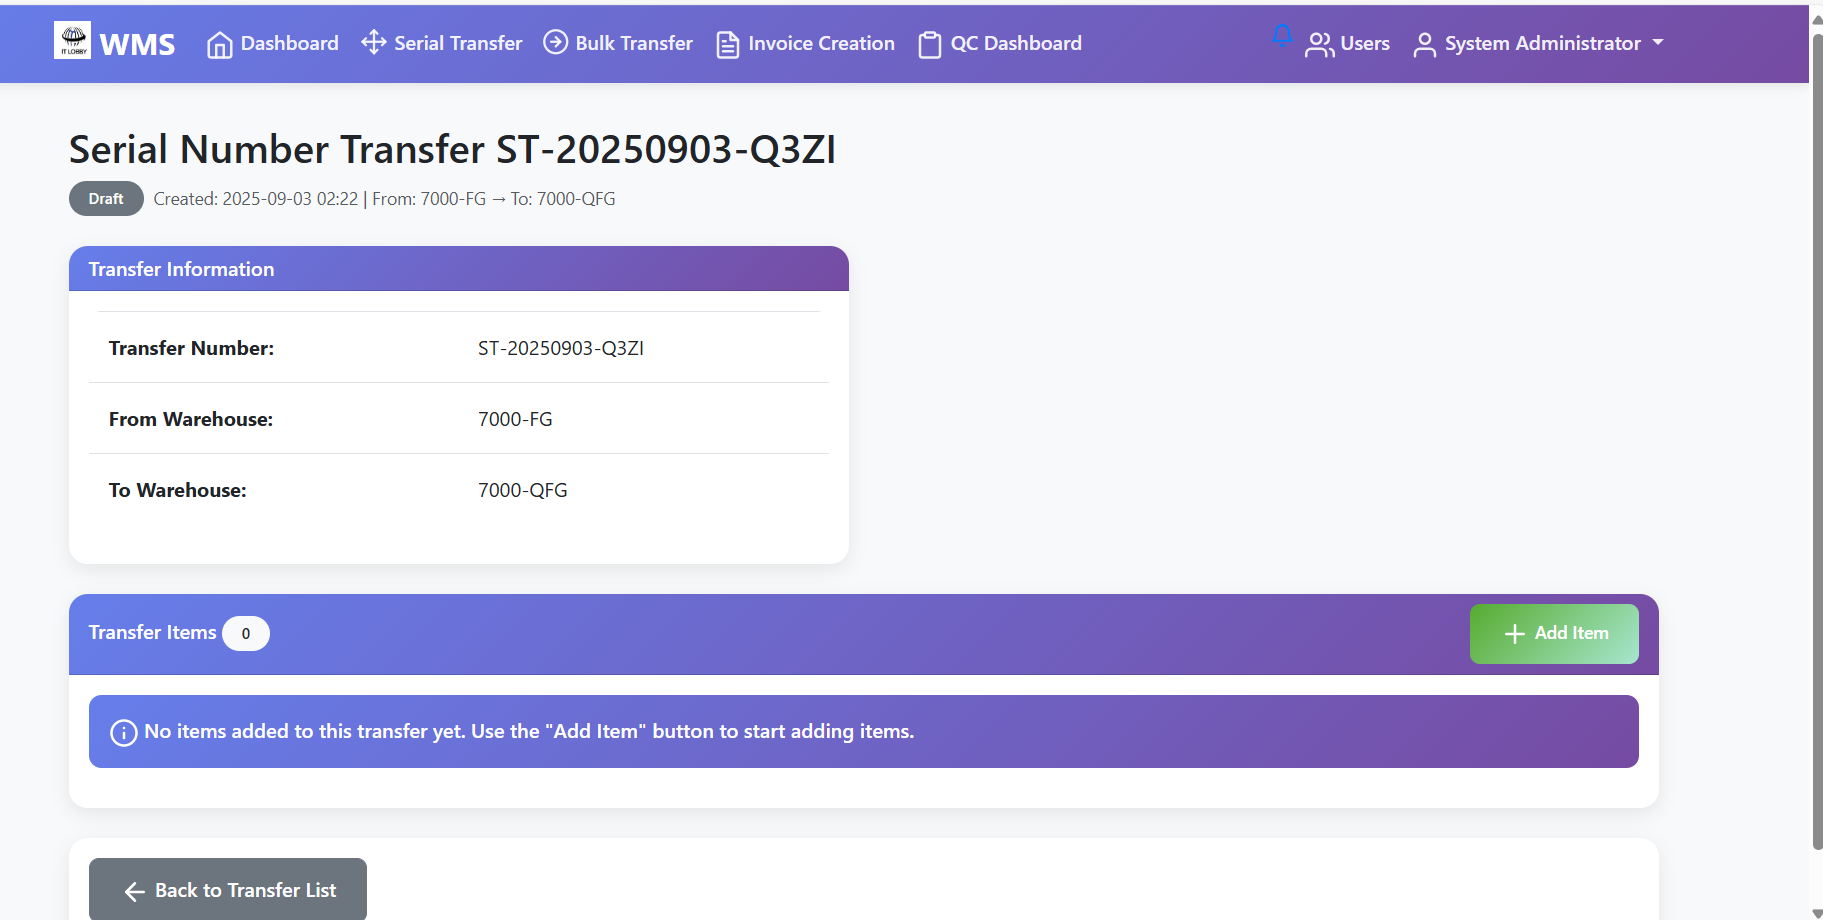 IT LOBBY
WMS Dashboard Serial Transfer Bulk Transfer Invoice Creation QC Dashboard Users System Administrator
Serial Number Transfer ST-20250903-Q3ZI
Draft Created: 2025-09-03 02:22 | From: 7000-FG → To: 7000-QFG
Transfer Information
Transfer Number: ST-20250903-Q3ZI
From Warehouse: 7000-FG
To Warehouse: 7000-QFG
Transfer Items 0 Add Item
No items added to this transfer yet. Use the "Add Item" button to start adding items.
Back to Transfer List